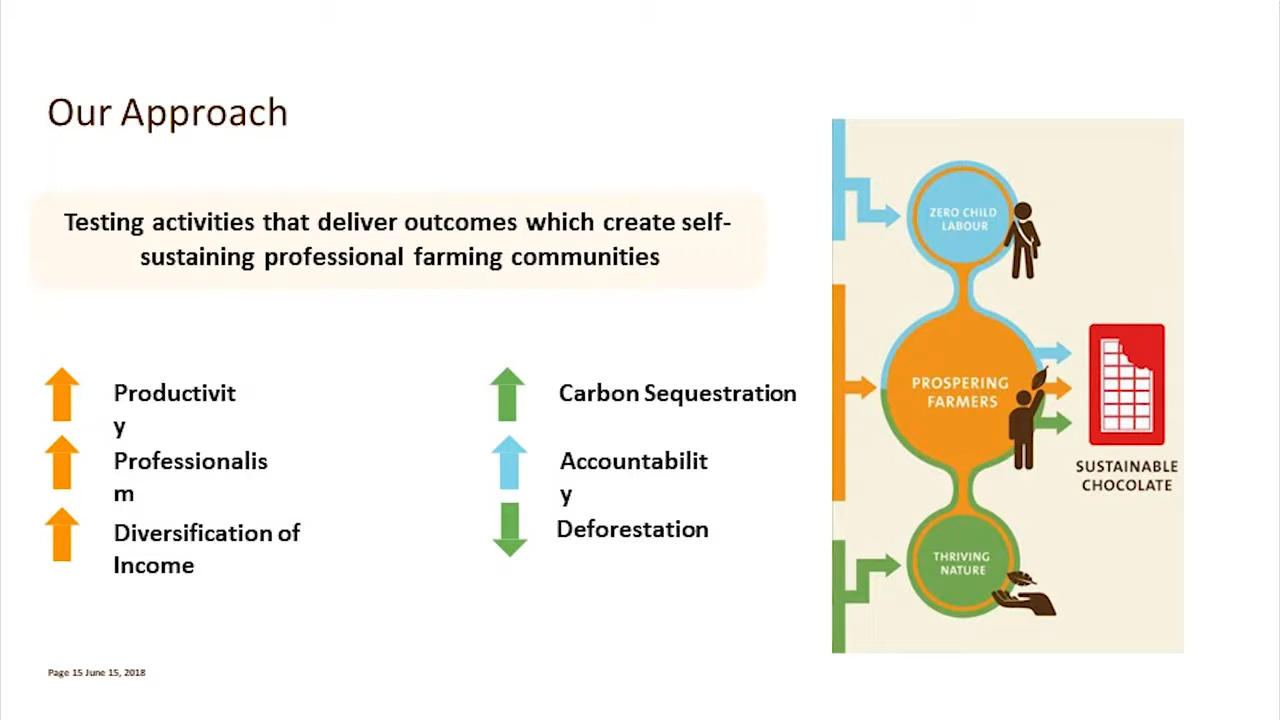 Our Approach
Testing activities that deliver outcomes which create self-
sustaining professional farming communities
Productivit
y
Professionalis
m
Diversification of
Income
Carbon Sequestration
Accountabilit
y
Deforestation
ZERO CHILD
LABOUR
PROSPERING
FARMERS
THRIVING
NATURE
SUSTAINABLE
CHOCOLATE
Page 15 June 15, 2018